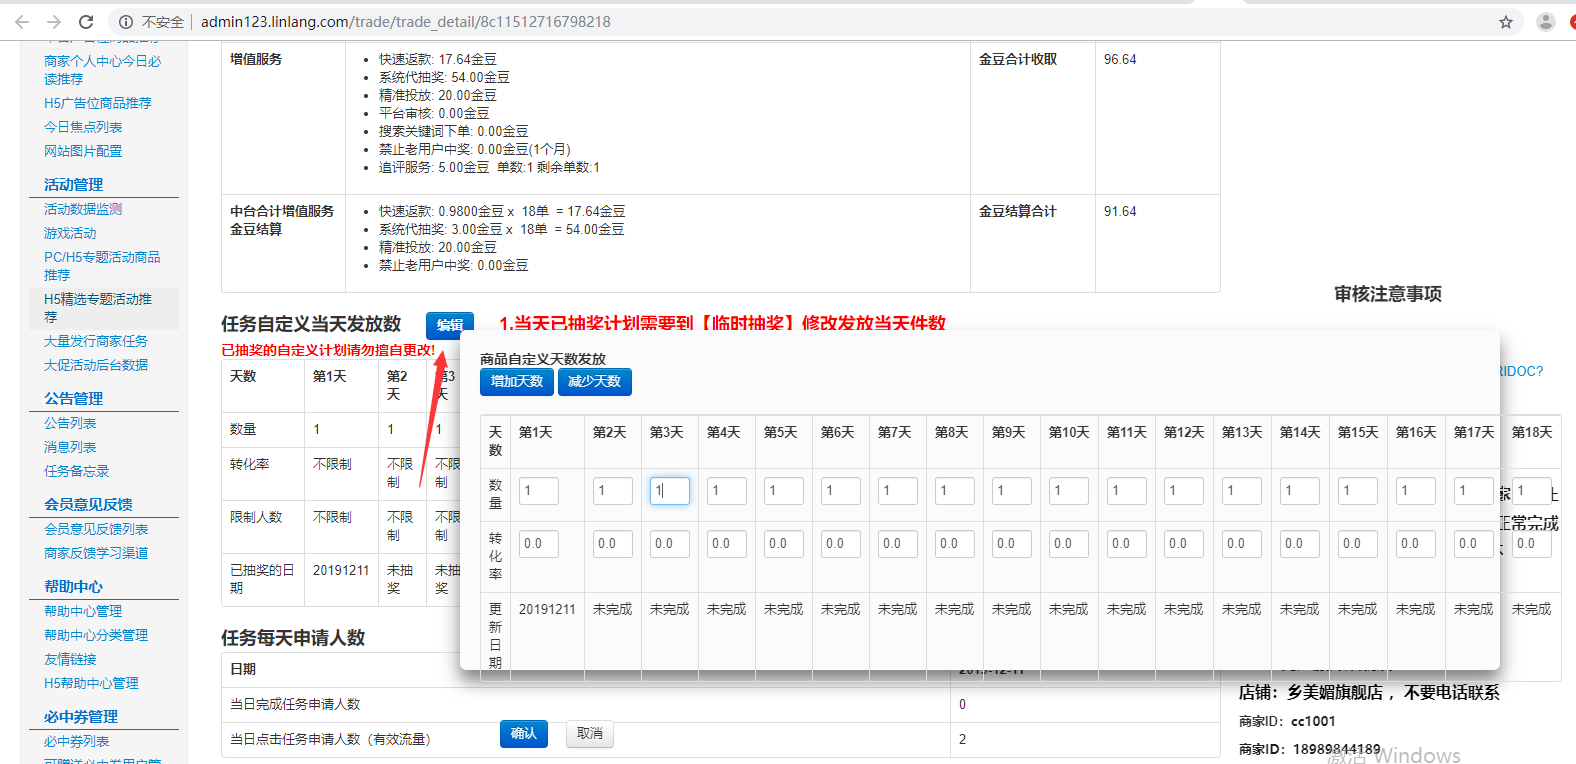 不安全 admin123.linlang.com/trade/trade_detail/8c11512716798218
商家个人中心今日必
读推荐
H5广告位商品推荐
今日焦点列表
网站图片配置
活动管理
活动数据监测
游戏活动
PC/H5专题活动商品
推荐
H5精选专题活动推
荐
大量发行商家任务
大促活动后台数据
公告管理
公告列表
消息列表
任务备忘录
会员意见反馈
会员意见反馈列表
商家反馈学习渠道
帮助中心
帮助中心管理
帮助中心分类管理
友情链接
H5帮助中心管理
必中券管理
必中券列表
增值服务
快速返款: 17.64金豆
系统代抽奖: 54.00金豆
精准投放: 20.00金豆
平台审核: 0.00金豆
搜索关键词下单: 0.00金豆
禁止老用户中奖: 0.00金豆(1个月)
追评服务: 5.00金豆 单数:1 剩余单数:1
金豆合计收取 96.64
中台合计增值服务
金豆结算
快速返款: 0.9800金豆 x 18单 = 17.64金豆
系统代抽奖: 3.00金豆 x 18单 = 54.00金豆
精准投放: 20.00金豆
禁止老用户中奖: 0.00金豆
金豆结算合计 91.64
任务自定义当天发放数 编辑 1.当天已抽奖计划需要到【临时抽奖】修改发放当天件数
已抽奖的自定义计划请勿擅自更改!
天数 第1天 第2天 第3天
数量 1 1 1
转化率 不限制 不限制 不限制
限制人数 不限制 不限制 不限制
已抽奖的日期 20191211 未抽奖 未抽
任务每天申请人数
日期
当日完成任务申请人数 0
当日点击任务申请人数（有效流量） 2
商品自定义天数发放
增加天数 减少天数
天数 第1天 第2天 第3天 第4天 第5天 第6天 第7天 第8天 第9天 第10天 第11天 第12天 第13天 第14天 第15天 第16天 第17天 第18天
数量 1 1 1 1 1 1 1 1 1 1 1 1 1 1 1 1 1 1
转化率 0.0 0.0 0.0 0.0 0.0 0.0 0.0 0.0 0.0 0.0 0.0 0.0 0.0 0.0 0.0 0.0 0.0 0.0
更新日期 20191211 未完成 未完成 未完成 未完成 未完成 未完成 未完成 未完成 未完成 未完成 未完成 未完成 未完成 未完成 未完成 未完成 未完成
确认 取消
审核注意事项
RIDOC?
正常完成
店铺：乡美媚旗舰店 ，不要电话联系
商家ID：cc1001
商家ID：18989844189
激活 Windows